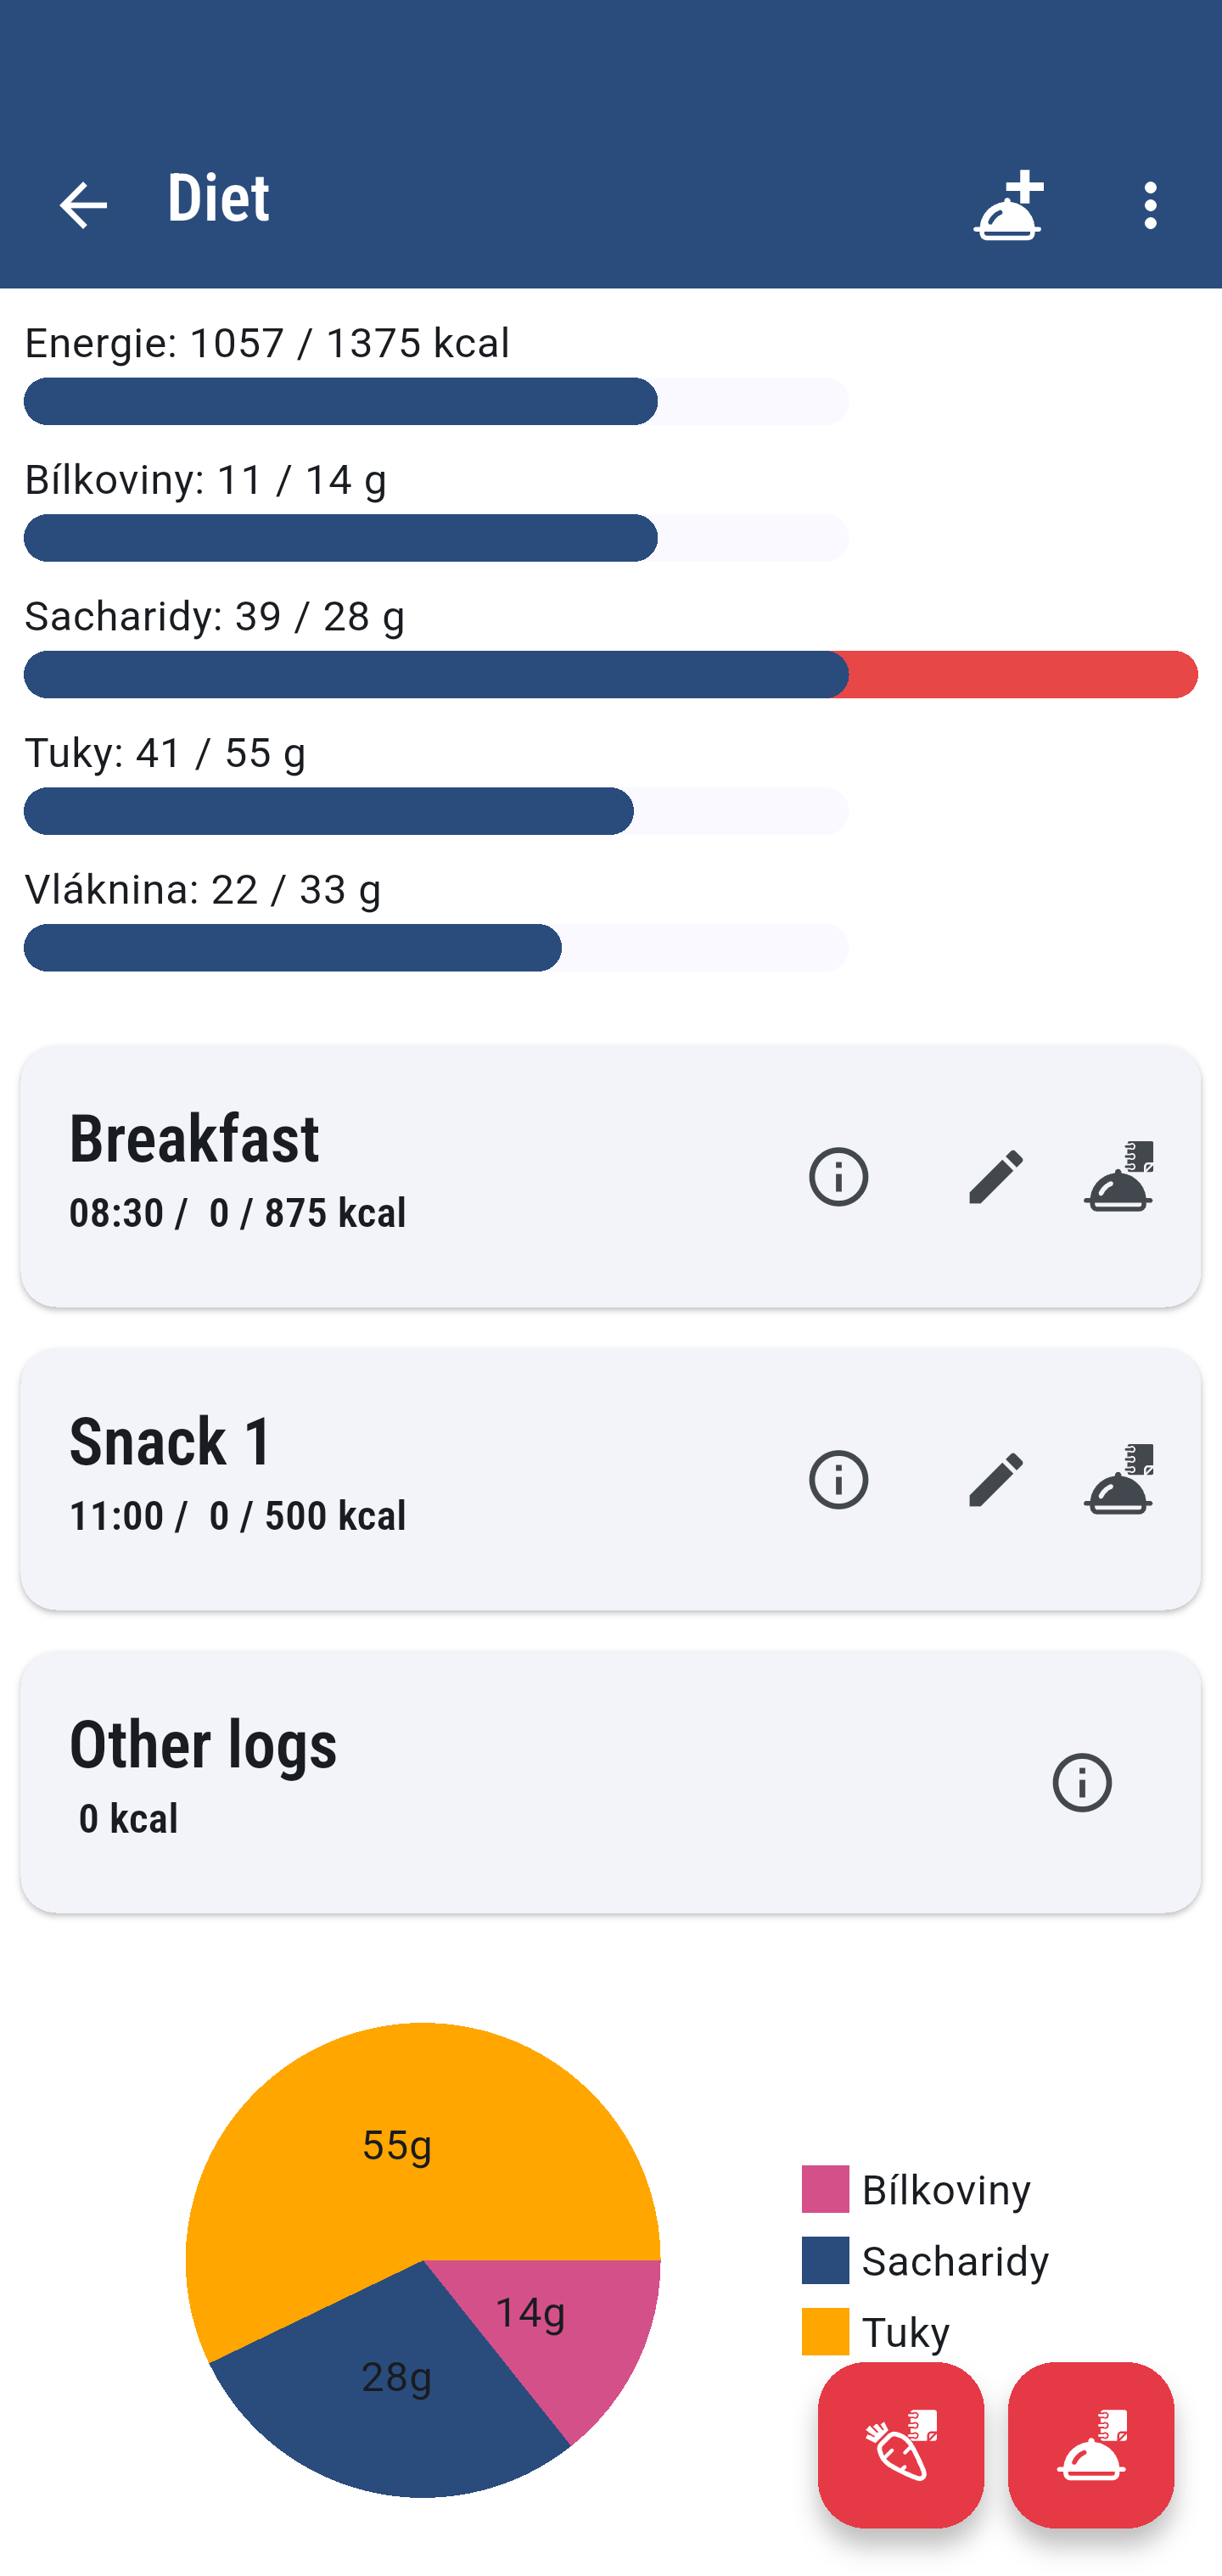 Diet
Energie: 1057 / 1375 kcal
Bílkoviny: 11 / 14 g
Sacharidy: 39 / 28 g
Tuky: 41 / 55 g
Vláknina: 22 / 33 g
Breakfast
08:30 /  0 / 875 kcal
Snack 1
11:00 /  0 / 500 kcal
Other logs
0 kcal
55g
14g
28g
Bílkoviny
Sacharidy
Tuky